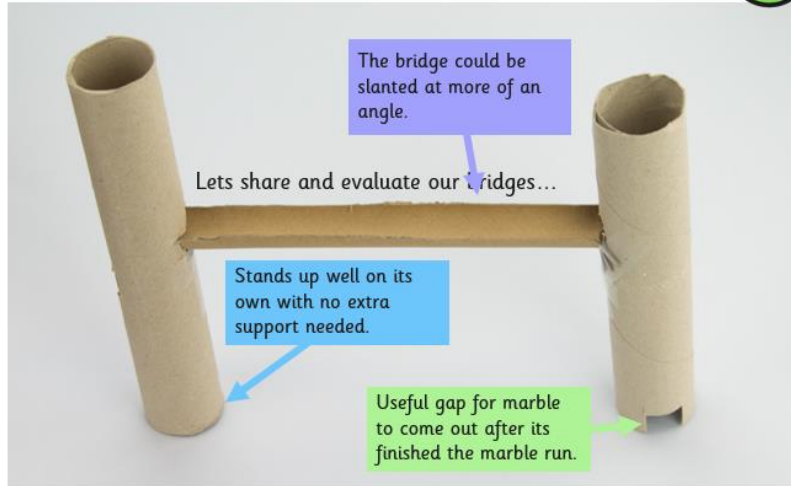 The bridge could be
slanted at more of an
angle.
Lets share and evaluate our bridges...
Stands up well on its
own with no extra
support needed.
Useful gap for marble
to come out after its
finished the marble run.